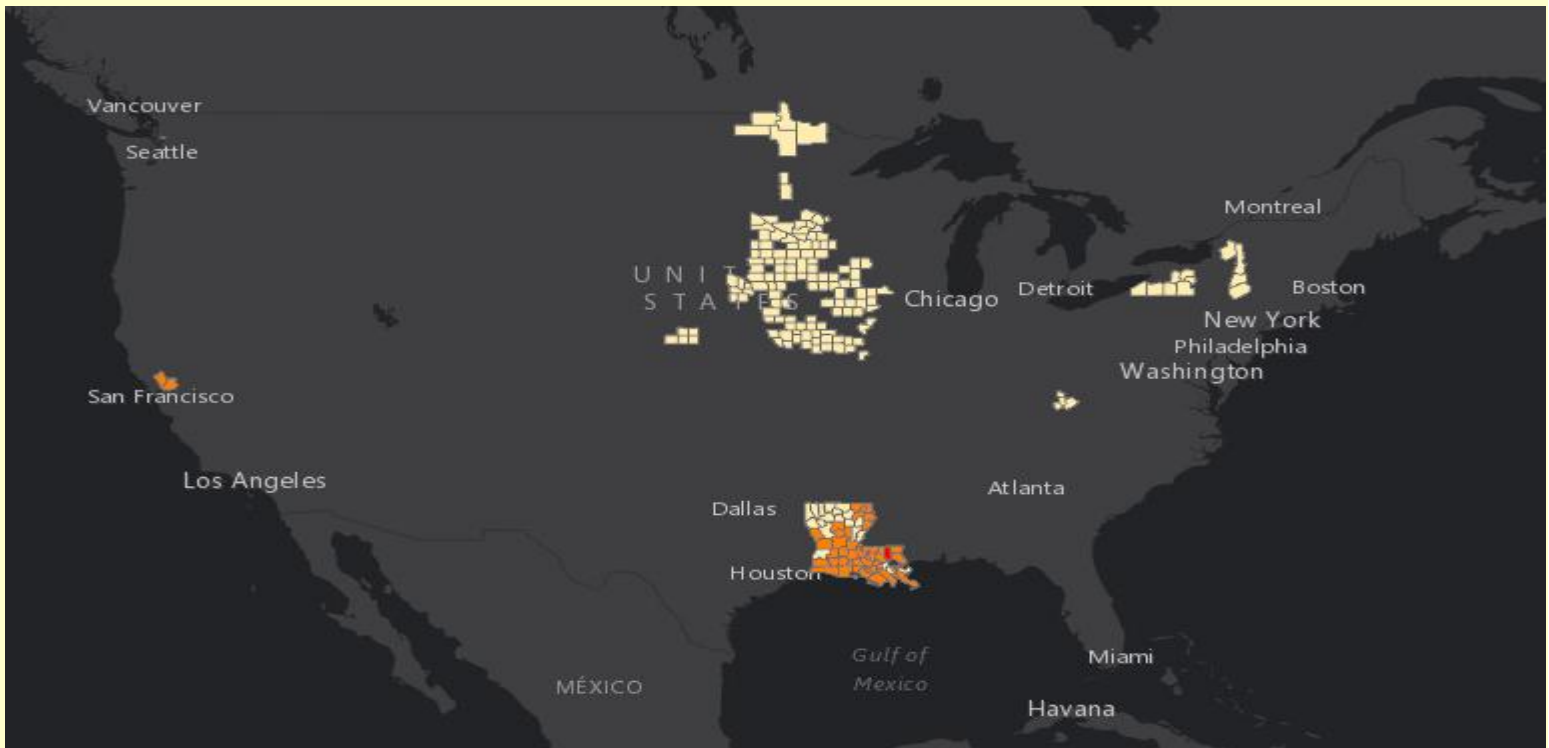 Vancouver
Seattle
Montreal
UNITED
STATES
Chicago
Detroit
Boston
New York
Philadelphia
Washington
San Francisco
Los Angeles
Atlanta
Dallas
Houston
Gulf of
Mexico
Miami
MÉXICO
Havana